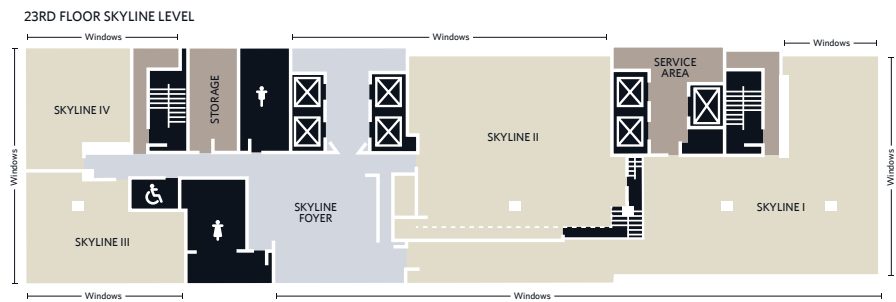 23RD FLOOR SKYLINE LEVEL
Windows
Windows
Windows
SERVICE
AREA
STORAGE
SKYLINE IV
SKYLINE II
Windows
Windows
SKYLINE
FOYER
SKYLINE I
SKYLINE III
Windows
Windows